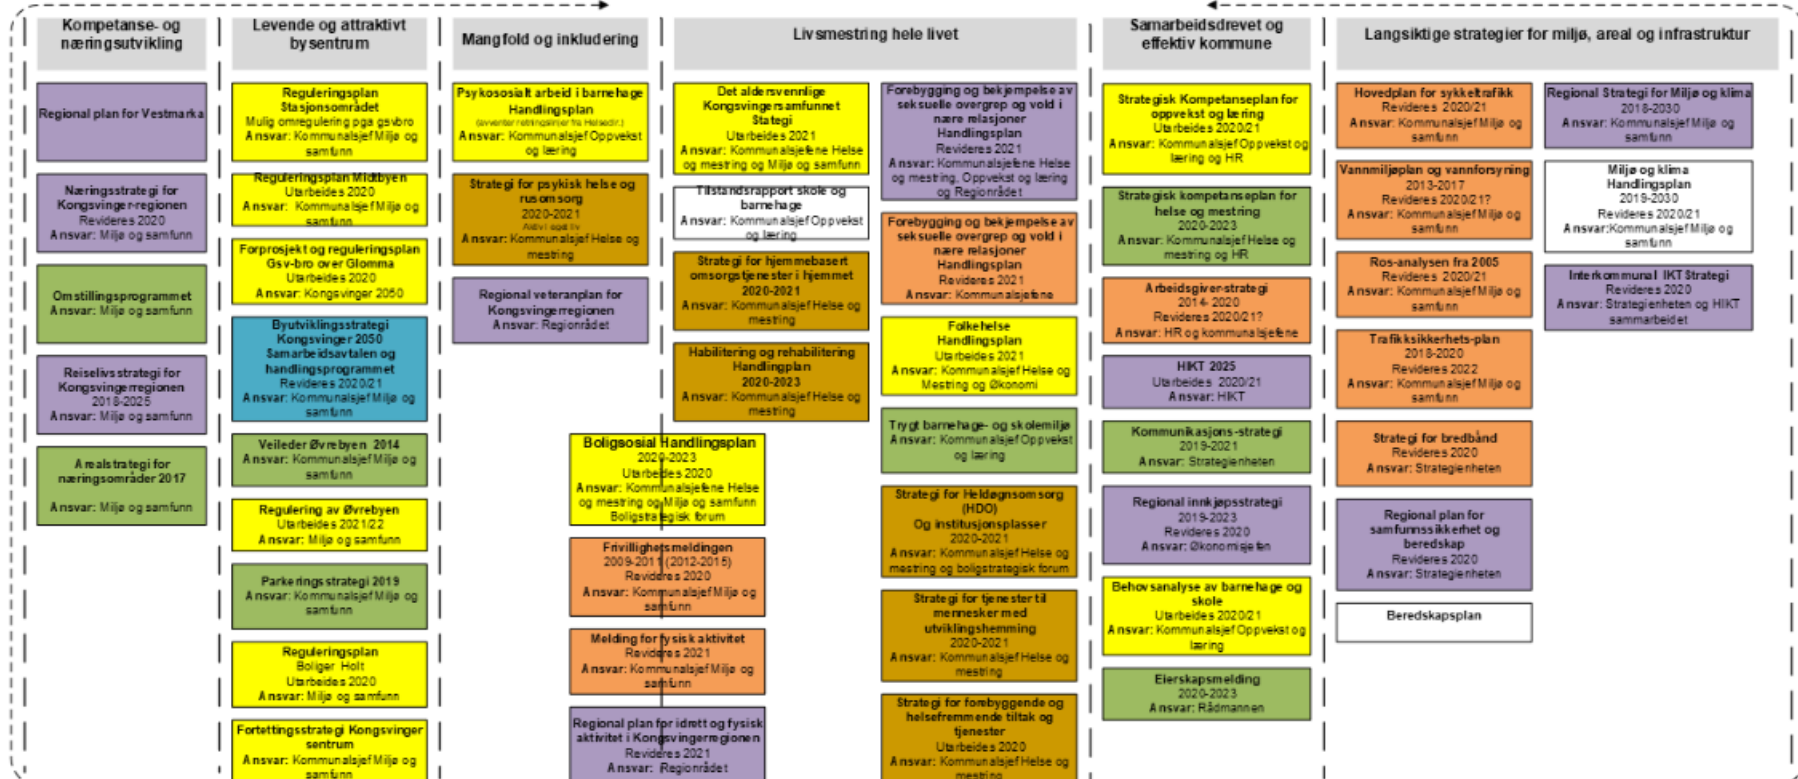 Kompetanse- og
næringsutvikling
Regional plan for Vestmarka
Næringsstrategi for
Kongsvinger-regionen
Revideres 2020
Ansvar: Miljø og samfunn
Omstillingsprogrammet
Ansvar: Miljø og samfunn
Reiselivsstrategi for
Kongsvingerregionen
2018-2025
Ansvar: Miljø og samfunn
Arealstrategi for
næringsområder 2017
Ansvar: Miljø og samfunn
Levende og attraktivt
bysentrum
Reguleringsplan
Stasjonsområdet
Mulig omregulering pga gsvbro
Ansvar: Kommunalsjef Miljø og
samfunn
Reguleringsplan Midtbyen
Utarbeides 2020
Ansvar: Kommunalsjef Miljø og
samfunn
Forprosjekt og reguleringsplan
Gsv-bro over Glomma
Utarbeides 2020
Ansvar: Kongsvinger 2050
Byutviklingsstrategi
Kongsvinger 2050
Samarbeidsavtalen og
handlingsprogrammet
Revideres 2020/21
Ansvar: Kommunalsjef Miljø og
samfunn
Veileder Øvrebyen 2014
Ansvar: Kommunalsjef Miljø og
samfunn
Regulering av Øvrebyen
Utarbeides 2021/22
Ansvar: Miljø og samfunn
Parkeringsstrategi 2019
Ansvar: Kommunalsjef Miljø og
samfunn
Reguleringsplan
Boliger Holt
Utarbeides 2020
Ansvar: Miljø og samfunn
Fortettingsstrategi Kongsvinger
sentrum
Ansvar: Kommunalsjef Miljø og
samfunn
Mangfold og inkludering
Psykososialt arbeid i barnehage
Handlingsplan
(avventer retningslinjer fra Helsedir.)
Ansvar: Kommunalsjef Oppvekst
og læring
Strategi for psykisk helse og
rusomsorg
2020-2021
Aktivt eget liv
Ansvar: Kommunalsjef Helse og
mestring
Regional veteranplan for
Kongsvingerregionen
Ansvar: Regionrådet
Boligsosial Handlingsplan
2020-2023
Utarbeides 2020
Ansvar: Kommunalsjefene Helse
og mestring og Miljø og samfunn
Boligstrategisk forum
Frivillighetsmeldingen
2009-2011 (2012-2015)
Revideres 2020
Ansvar: Kommunalsjef Miljø og
samfunn
Melding for fysisk aktivitet
Revideres 2021
Ansvar: Kommunalsjef Miljø og
samfunn
Regional plan for idrett og fysisk
aktivitet i Kongsvingerregionen
Revideres 2021
Ansvar: Regionrådet
Livsmestring hele livet
Det aldersvennlige
Kongsvingersamfunnet
Stategi
Utarbeides 2021
Ansvar: Kommunalsjefene Helse
og mestring og Miljø og samfunn
Tilstandsrapport skole og
barnehage
Ansvar: Kommunalsjef Oppvekst
og læring
Strategi for hjemmebasert
omsorgstjenester i hjemmet
2020-2021
Ansvar: Kommunalsjef Helse og
mestring
Habilitering og rehabilitering
Handlingplan
2020-2023
Ansvar: Kommunalsjef Helse og
mestring
Forebygging og bekjempelse av
seksuelle overgrep og vold i
nære relasjoner
Handlingsplan
Revideres 2021
Ansvar: Kommunalsjefene Helse
og mestring, Oppvekst og læring
og Regionrådet
Forebygging og bekjempelse av
seksuelle overgrep og vold i
nære relasjoner
Handlingsplan
Revideres 2021
Ansvar: Kommunalsjefene
Folkehelse
Handlingsplan
Utarbeides 2021
Ansvar: Kommunalsjef Helse og
Mestring og Økonomi
Trygt barnehage- og skolemiljø
Ansvar: Kommunalsjef Oppvekst
og læring
Strategi for Heldøgnsomsorg
(HDO)
Og institusjonsplasser
2020-2021
Ansvar: Kommunalsjef Helse og
mestring og boligstrategisk forum
Strategi for tjenester til
mennesker med
utviklingshemming
2020-2021
Ansvar: Kommunalsjef Helse og
mestring
Strategi for forebyggende og
helsefremmende tiltak og
tjenester
Utarbeides 2020
Ansvar: Kommunalsjef Helse og
mestring
Samarbeidsdrevet og
effektiv kommune
Strategisk Kompetanseplan for
oppvekst og læring
Utarbeides 2020/21
Ansvar: Kommunalsjef Oppvekst og
læring og HR
Strategisk kompetanseplan for
helse og mestring
2020-2023
Ansvar: Kommunalsjef Helse og
mestring og HR
Arbeidsgiver-strategi
2014- 2020
Revideres 2020/21?
Ansvar: HR og kommunalsjefene
HIKT 2025
Utarbeides 2020/21
Ansvar: HIKT
Kommunikasjons-strategi
2019-2021
Ansvar: Strategienheten
Regional innkjøpsstrategi
2019-2023
Revideres 2020
Ansvar: Økonomisjefen
Behovsanalyse av barnehage og
skole
Utarbeides 2020/21
Ansvar: Kommunalsjef Oppvekst og
læring
Eierskapsmelding
2020-2023
Ansvar: Rådmannen
Langsiktige strategier for miljø, areal og infrastruktur
Hovedplan for sykkeltrafikk
Revideres 2020/21
Ansvar: Kommunalsjef Miljø og
samfunn
Vannmiljøplan og vannforsyning
2013-2017
Revideres 2020/21?
Ansvar: Kommunalsjef Miljø og
samfunn
Ros-analysen fra 2005
Revideres 2020/21
Ansvar: Kommunalsjef Miljø og
samfunn
Trafikksikkerhets-plan
2018-2020
Revideres 2022
Ansvar: Kommunalsjef Miljø og
samfunn
Strategi for bredbånd
Revideres 2020
Ansvar: Strategienheten
Regional plan for
samfunnssikkerhet og
beredskap
Revideres 2020
Ansvar: Strategienheten
Beredskapsplan
Regional Strategi for Miljø og klima
2018-2030
Miljø og klima
Handlingsplan
2019-2030
Revideres 2020/21
Ansvar:Kommunalsjef Miljø og
samfunn
Interkommunal IKT Strategi
Revideres 2020
Ansvar: Strategienheten og HIKT
sammarbeidet